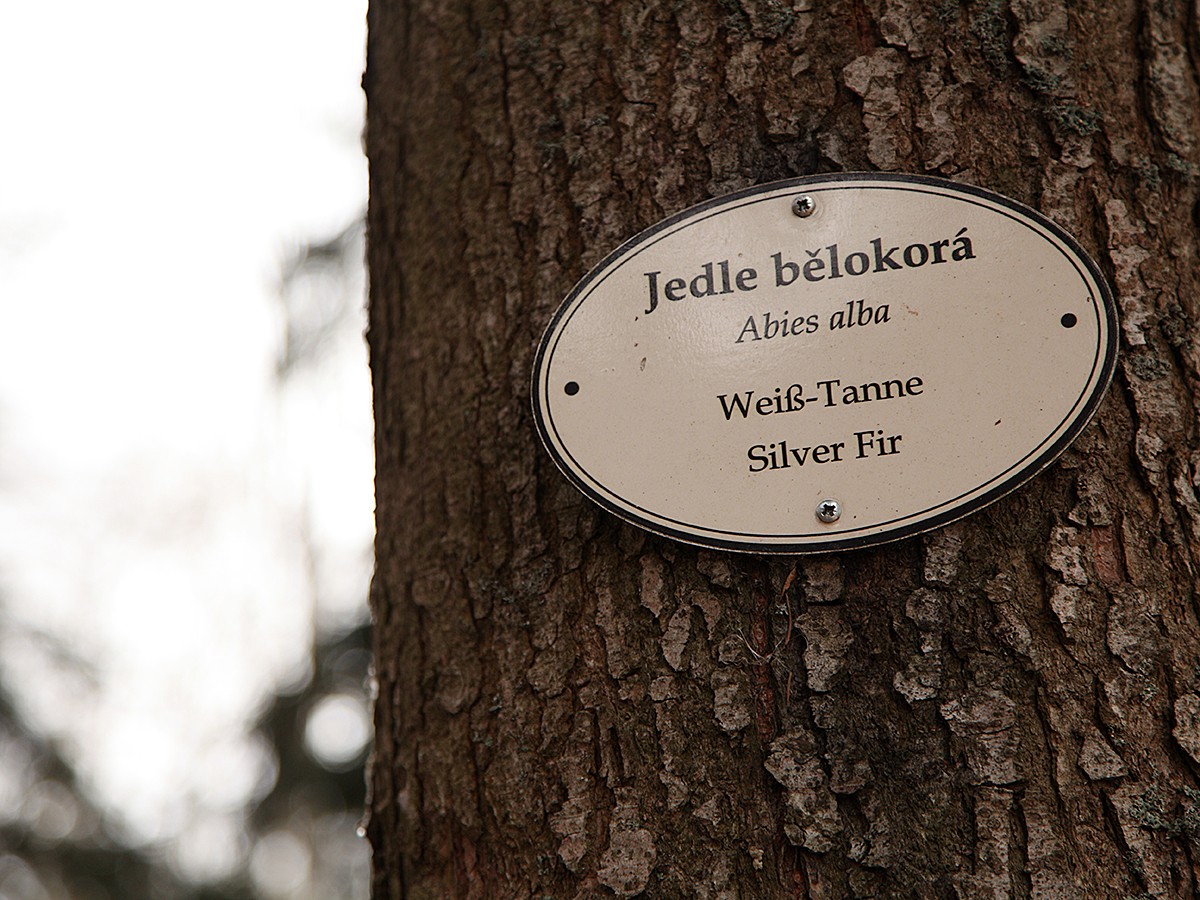 Jedle bělokorá
Abies alba
Weiß-Tanne
Silver Fir